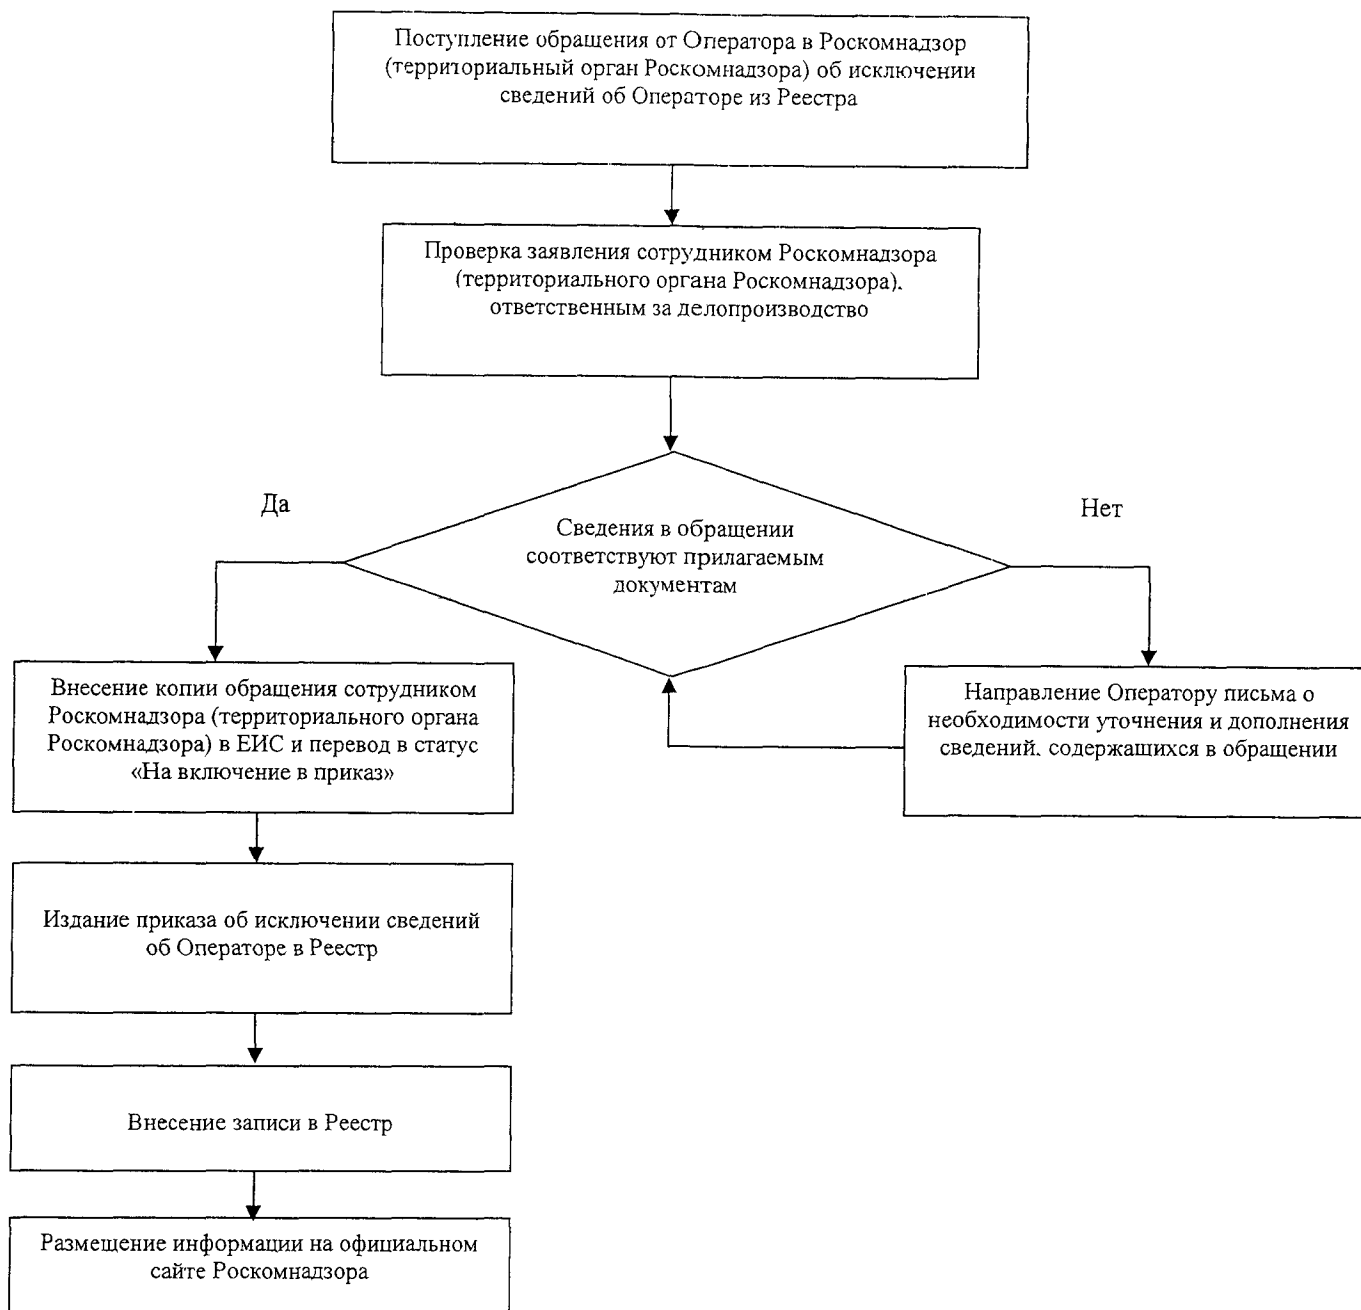 Поступление обращения от Оператора в Роскомнадзор
(территориальный орган Роскомнадзора) об исключении
сведений об Операторе из Реестра
Проверка заявления сотрудником Роскомнадзора
(территориального органа Роскомнадзора),
ответственным за делопроизводство
Да
Нет
Сведения в обращении
соответствуют прилагаемым
документам
Внесение копии обращения сотрудником
Роскомнадзора (территориального органа
Роскомнадзора) в ЕИС и перевод в статус
«На включение в приказ»
Направление Оператору письма о
необходимости уточнения и дополнения
сведений, содержащихся в обращении
Издание приказа об исключении сведений
об Операторе в Реестр
Внесение записи в Реестр
Размещение информации на официальном
сайте Роскомнадзора